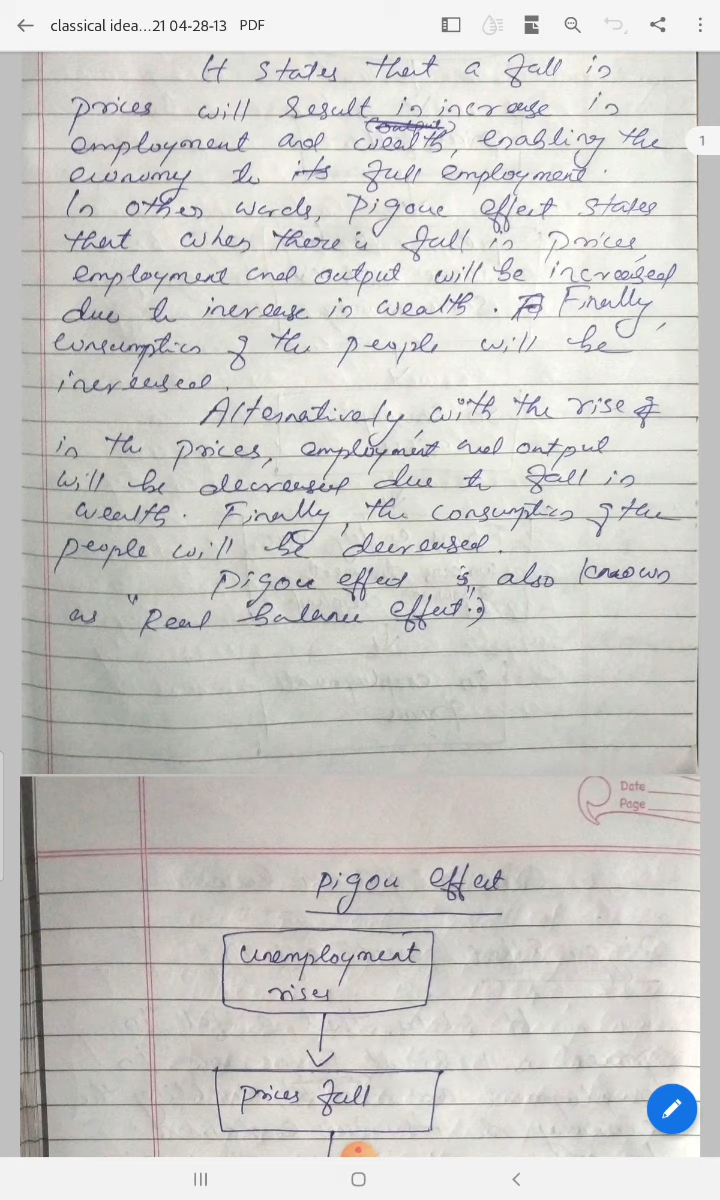 classical idea...21 04-28-13 PDF
It states that a fall in
prices will result in increase in
(output)
employment and wealth, enabling the
1
economy to its full employment.
In other words, Pigoue effect states
that when there is fall in prices,
employment and output will be increased
due to increase in wealth. Finally,
consumption of the people will be
increased.
Alternatively, with the rise
in the prices, employment and output
will be decreased due to fall in
wealth. Finally, the consumption of the
people will be decreased.
Pigou effect is also known
as "Real balance effect".
Date
Page
Pigou effect
Unemployment
rises
Prices fall